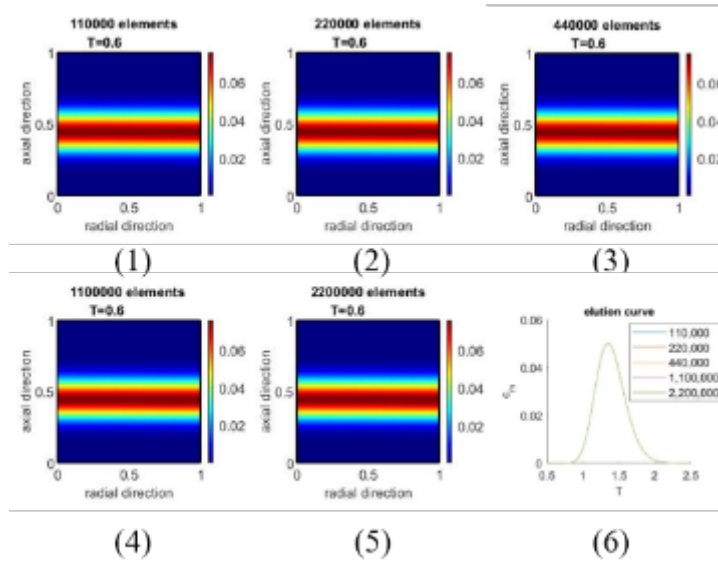 110000 elements
T=0.6
1
0.5
0
axial direction
0 0.5 1
radial direction
0.06
0.04
0.02
(1)
220000 elements
T=0.6
1
0.5
0
axial direction
0 0.5 1
radial direction
0.06
0.04
0.02
(2)
440000 elements
T=0.6
1
0.5
0
axial direction
0 0.5 1
radial direction
0.06
0.04
0.02
(3)
1100000 elements
T=0.6
1
0.5
0
axial direction
0 0.5 1
radial direction
0.06
0.04
0.02
(4)
2200000 elements
T=0.6
1
0.5
0
axial direction
0 0.5 1
radial direction
0.06
0.04
0.02
(5)
elution curve
0.06
0.04
0.02
0
0.5 1 1.5 2 2.5
T
110,000
220,000
440,000
1,100,000
2,200,000
(6)